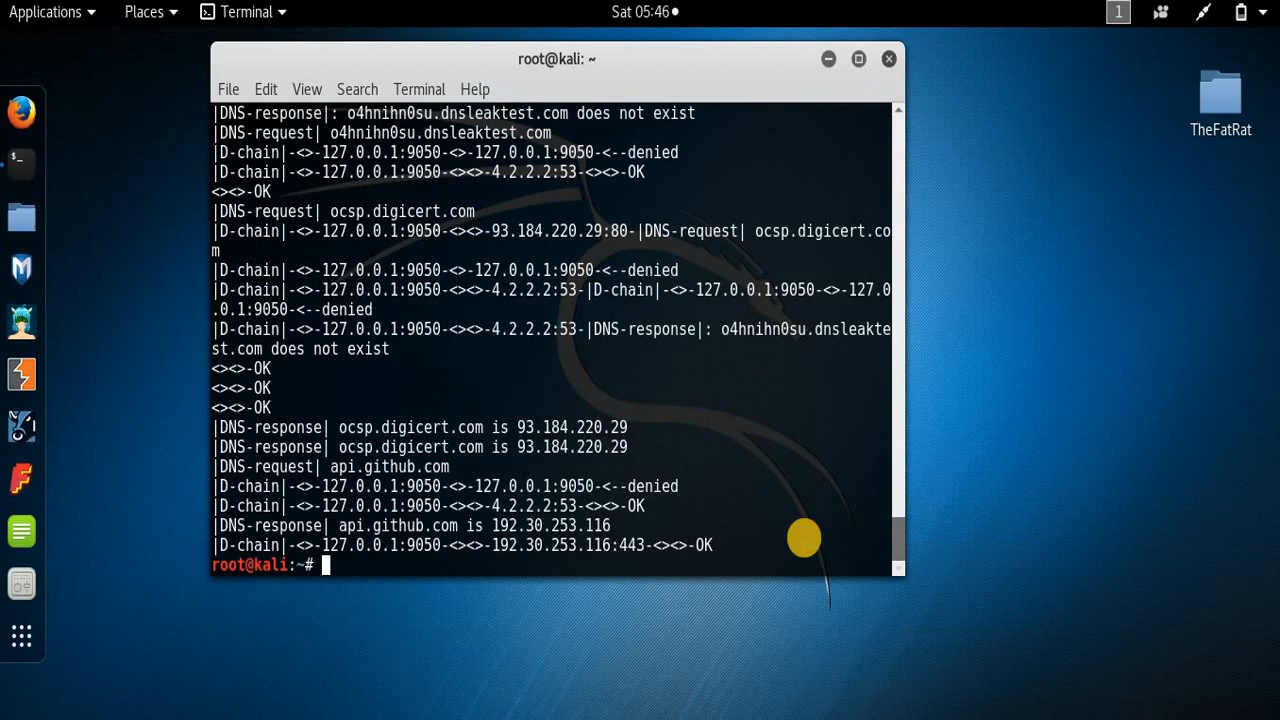 Applications Places Terminal Sat 05:46 1
root@kali: ~
File Edit View Search Terminal Help
|DNS-response|: o4hnihn0su.dnsleaktest.com does not exist
|DNS-request| o4hnihn0su.dnsleaktest.com
|D-chain|-<>-127.0.0.1:9050-<>-127.0.0.1:9050-<--denied
|D-chain|-<>-127.0.0.1:9050-<><>-4.2.2.2:53-<><>-OK
<><>-OK
|DNS-request| ocsp.digicert.com
|D-chain|-<>-127.0.0.1:9050-<><>-93.184.220.29:80-|DNS-request| ocsp.digicert.co
m
|D-chain|-<>-127.0.0.1:9050-<>-127.0.0.1:9050-<--denied
|D-chain|-<>-127.0.0.1:9050-<><>-4.2.2.2:53-|D-chain|-<>-127.0.0.1:9050-<>-127.0
.0.1:9050-<--denied
|D-chain|-<>-127.0.0.1:9050-<><>-4.2.2.2:53-|DNS-response|: o4hnihn0su.dnsleakte
st.com does not exist
<><>-OK
<><>-OK
<><>-OK
|DNS-response| ocsp.digicert.com is 93.184.220.29
|DNS-response| ocsp.digicert.com is 93.184.220.29
|DNS-request| api.github.com
|D-chain|-<>-127.0.0.1:9050-<>-127.0.0.1:9050-<--denied
|D-chain|-<>-127.0.0.1:9050-<><>-4.2.2.2:53-<><>-OK
|DNS-response| api.github.com is 192.30.253.116
|D-chain|-<>-127.0.0.1:9050-<><>-192.30.253.116:443-<><>-OK
root@kali:~#
TheFatRat